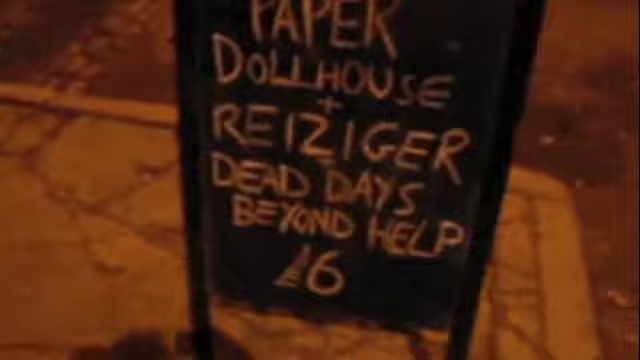 PAPER
DOLLHOUSE
+
REIZIGER
DEAD DAYS
BEYOND HELP
£6